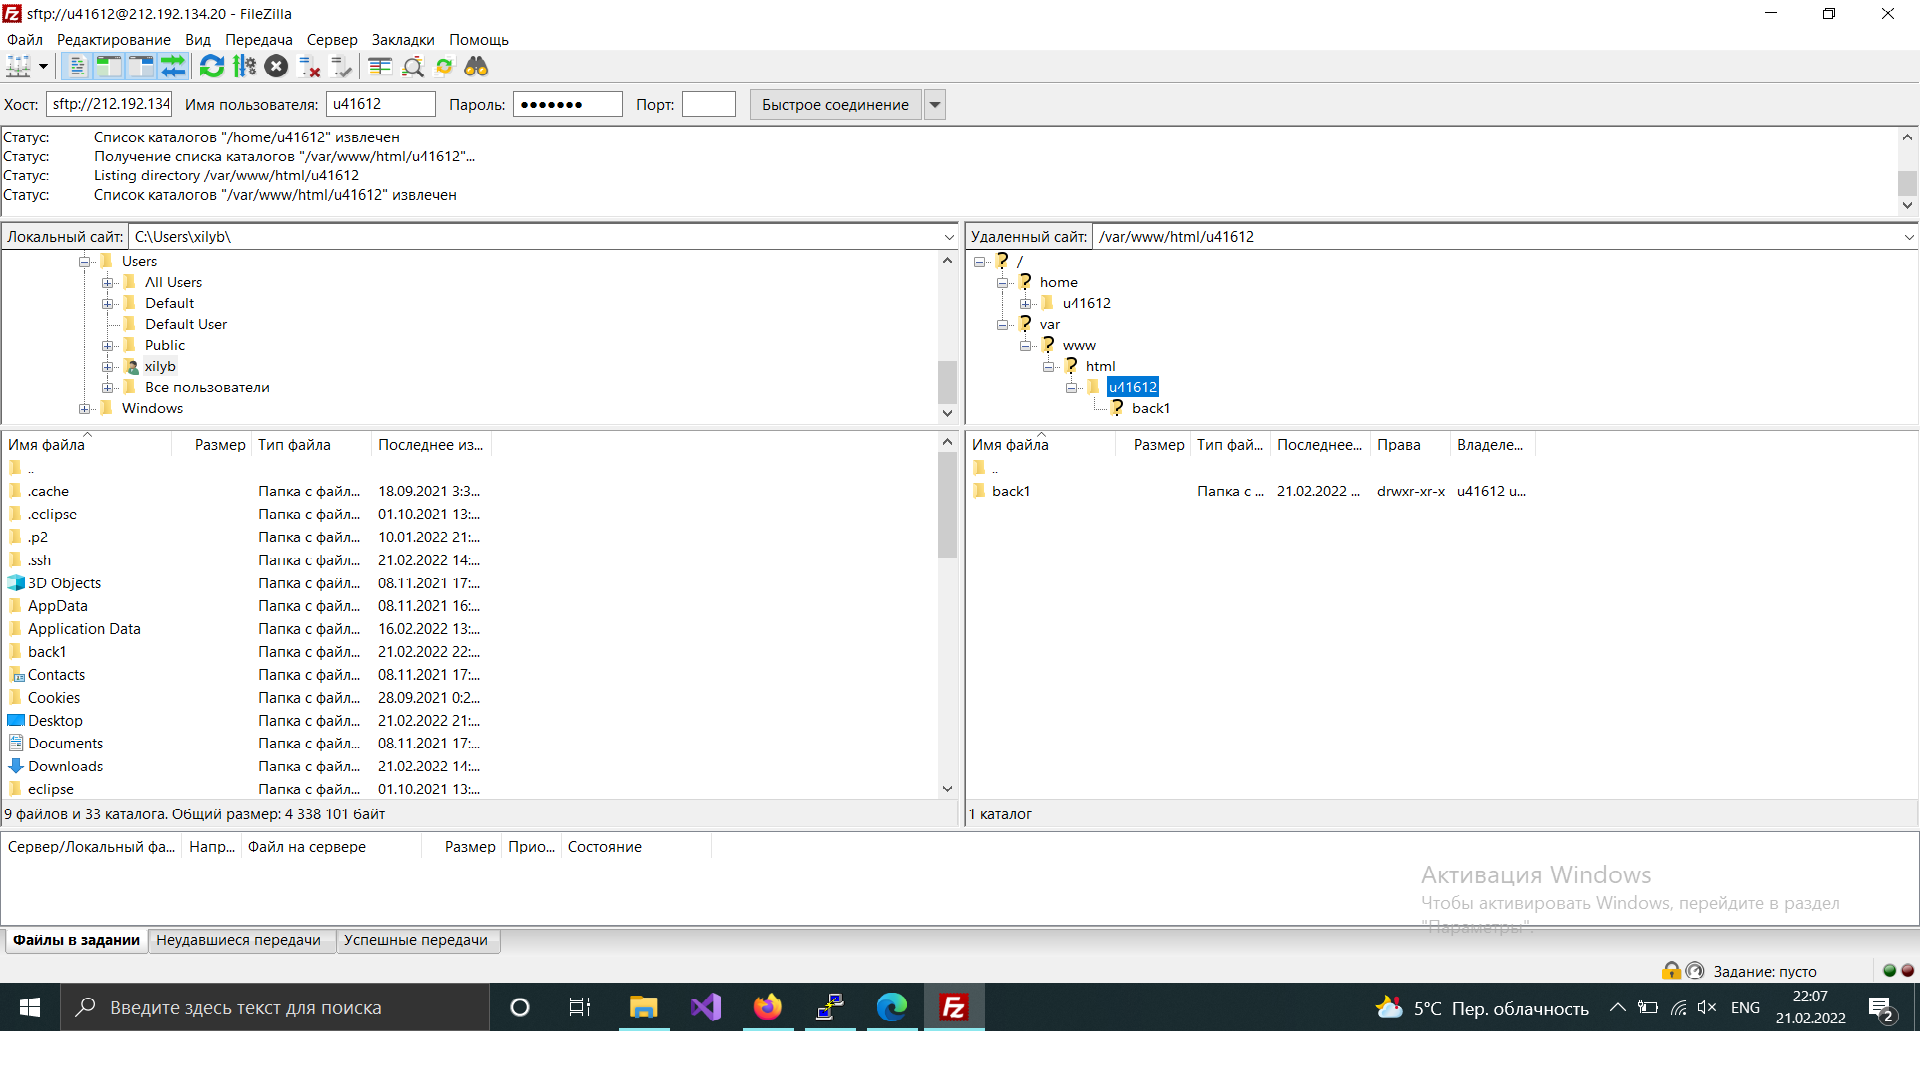 sftp://u41612@212.192.134.20 - FileZilla
Файл Редактирование Вид Передача Сервер Закладки Помощь
Хост: sftp://212.192.134 Имя пользователя: u41612 Пароль: ●●●●●●● Порт: Быстрое соединение
Статус: Список каталогов "/home/u41612" извлечен
Статус: Получение списка каталогов "/var/www/html/u41612"...
Статус: Listing directory /var/www/html/u41612
Статус: Список каталогов "/var/www/html/u41612" извлечен
Локальный сайт: C:\Users\xilyb\
Users
All Users
Default
Default User
Public
xilyb
Все пользователи
Windows
Удаленный сайт: /var/www/html/u41612
/
home
u41612
var
www
html
u41612
back1
Имя файла Размер Тип файла Последнее из...
..
.cache Папка с файл... 18.09.2021 3:3...
.eclipse Папка с файл... 01.10.2021 13:...
.p2 Папка с файл... 10.01.2022 21:...
.ssh Папка с файл... 21.02.2022 14:...
3D Objects Папка с файл... 08.11.2021 17:...
AppData Папка с файл... 08.11.2021 16:...
Application Data Папка с файл... 16.02.2022 13:...
back1 Папка с файл... 21.02.2022 22:...
Contacts Папка с файл... 08.11.2021 17:...
Cookies Папка с файл... 28.09.2021 0:2...
Desktop Папка с файл... 21.02.2022 21:...
Documents Папка с файл... 08.11.2021 17:...
Downloads Папка с файл... 21.02.2022 14:...
eclipse Папка с файл... 01.10.2021 13:...
9 файлов и 33 каталога. Общий размер: 4 338 101 байт
Имя файла Размер Тип фай... Последнее... Права Владеле...
..
back1 Папка с ... 21.02.2022 ... drwxr-xr-x u41612 u...
1 каталог
Сервер/Локальный фа... Напр... Файл на сервере Размер Прио... Состояние
Активация Windows
Чтобы активировать Windows, перейдите в раздел
"Параметры".
Файлы в задании Неудавшиеся передачи Успешные передачи
Задание: пусто
Введите здесь текст для поиска
5°C Пер. облачность
ENG
22:07
21.02.2022
2